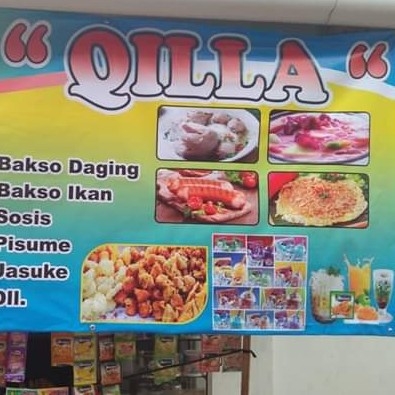 “ QILLA “
Bakso Daging
Bakso Ikan
Sosis
Pisume
Jasuke
Dll.